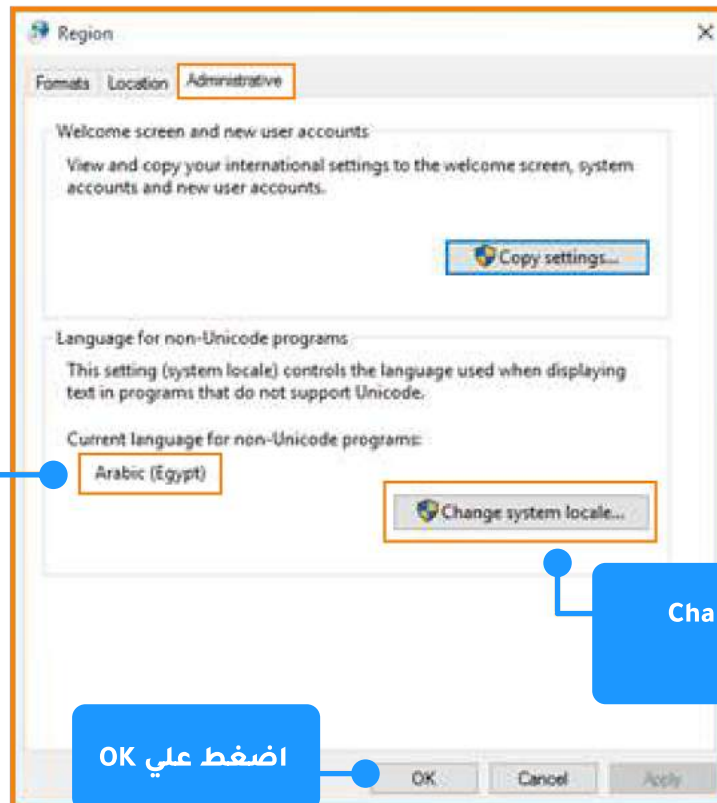 Region
Formats Location Administrative
Welcome screen and new user accounts
View and copy your international settings to the welcome screen, system
accounts and new user accounts.
Copy settings...
Language for non-Unicode programs
This setting (system locale) controls the language used when displaying
text in programs that do not support Unicode.
Current language for non-Unicode programs:
Arabic (Egypt)
Change system locale...
Cha
اضغط علي OK
OK Cancel Apply